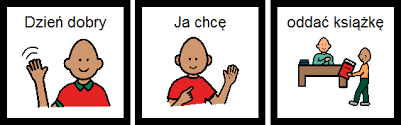 Dzień dobry
Ja chcę
oddać książkę